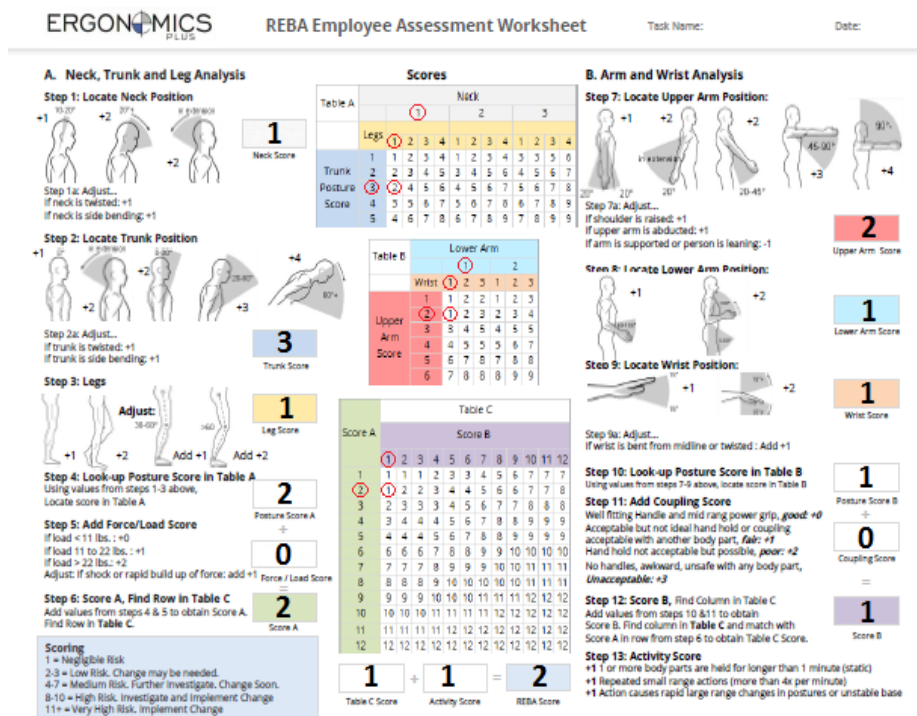 ERGONOMICS
PLUS
REBA Employee Assessment Worksheet
Task Name:
Date:
A. Neck, Trunk and Leg Analysis
Step 1: Locate Neck Position
+1
10-20°
+2
20°+
in extension
+2
1
Neck Score
Step 1a: Adjust...
If neck is twisted: +1
If neck is side bending: +1
Step 2: Locate Trunk Position
+1
0°
+2
in extension
+2
+3
+4
Step 2a: Adjust...
If trunk is twisted: +1
If trunk is side bending: +1
3
Trunk Score
Step 3: Legs
Adjust:
30-60°
>60
+1
+2
Add +1
Add +2
1
Leg Score
Step 4: Look-up Posture Score in Table A
Using values from steps 1-3 above,
Locate score in Table A
2
Posture Score A
+
Step 5: Add Force/Load Score
If load < 11 lbs. : +0
If load 11 to 22 lbs. : +1
If load > 22 lbs.: +2
Adjust: If shock or rapid build up of force: add +1
0
Force / Load Score
=
Step 6: Score A, Find Row in Table C
Add values from steps 4 & 5 to obtain Score A.
Find Row in Table C.
2
Score A
Scoring
1 = Negligible Risk
2-3 = Low Risk. Change may be needed.
4-7 = Medium Risk. Further Investigate. Change Soon.
8-10 = High Risk. Investigate and Implement Change
11+ = Very High Risk. Implement Change
Scores
Table A
Neck
1 2 3
Legs 1 2 3 4 1 2 3 4 1 2 3 4
Trunk
Posture
Score
1 1 2 3 4 1 2 3 4 3 3 5 6
2 2 3 4 5 3 4 5 6 4 5 6 7
3 2 4 5 6 4 5 6 7 5 6 7 8
4 3 5 6 7 5 6 7 8 6 7 8 9
5 4 6 7 8 6 7 8 9 7 8 9 9
Table B
Lower Arm
1 2
Wrist 1 2 3 1 2 3
Upper
Arm
Score
1 1 2 2 1 2 3
2 1 2 3 2 3 4
3 3 4 5 4 5 5
4 4 5 5 5 6 7
5 6 7 8 7 8 8
6 7 8 8 8 9 9
Table C
Score A
Score B
1 2 3 4 5 6 7 8 9 10 11 12
1 1 1 1 2 3 3 4 5 6 7 7 7
2 1 2 2 3 4 4 5 6 6 7 7 8
3 2 3 3 3 4 5 6 7 7 8 8 8
4 3 4 4 4 5 6 7 8 8 9 9 9
5 4 4 4 5 6 7 8 8 9 9 9 9
6 6 6 6 7 8 8 9 9 10 10 10 10
7 7 7 7 8 9 9 9 10 10 11 11 11
8 8 8 8 9 10 10 10 10 10 11 11 11
9 9 9 9 10 10 10 11 11 11 12 12 12
10 10 10 10 11 11 11 11 12 12 12 12 12
11 11 11 11 11 12 12 12 12 12 12 12 12
12 12 12 12 12 12 12 12 12 12 12 12 12
1 + 1 = 2
Table C Score
Activity Score
REBA Score
B. Arm and Wrist Analysis
Step 7: Locate Upper Arm Position:
+1
20°
20°
+2
in extension
20°
+2
20-45°
45-90°
+3
90°
+4
Step 7a: Adjust...
If shoulder is raised: +1
If upper arm is abducted: +1
If arm is supported or person is leaning: -1
2
Upper Arm Score
Step 8: Locate Lower Arm Position:
+1
+2
1
Lower Arm Score
Step 9: Locate Wrist Position:
+1
+2
1
Wrist Score
Step 9a: Adjust...
If wrist is bent from midline or twisted : Add +1
Step 10: Look-up Posture Score in Table B
Using values from steps 7-9 above, locate score in Table B
1
Posture Score B
+
Step 11: Add Coupling Score
Well fitting Handle and mid rang power grip, good: +0
Acceptable but not ideal hand hold or coupling
acceptable with another body part, fair: +1
Hand hold not acceptable but possible, poor: +2
No handles, awkward, unsafe with any body part,
Unacceptable: +3
0
Coupling Score
=
Step 12: Score B, Find Column in Table C
Add values from steps 10 &11 to obtain
Score B. Find column in Table C and match with
Score A in row from step 6 to obtain Table C Score.
1
Score B
Step 13: Activity Score
+1 1 or more body parts are held for longer than 1 minute (static)
+1 Repeated small range actions (more than 4x per minute)
+1 Action causes rapid large range changes in postures or unstable base